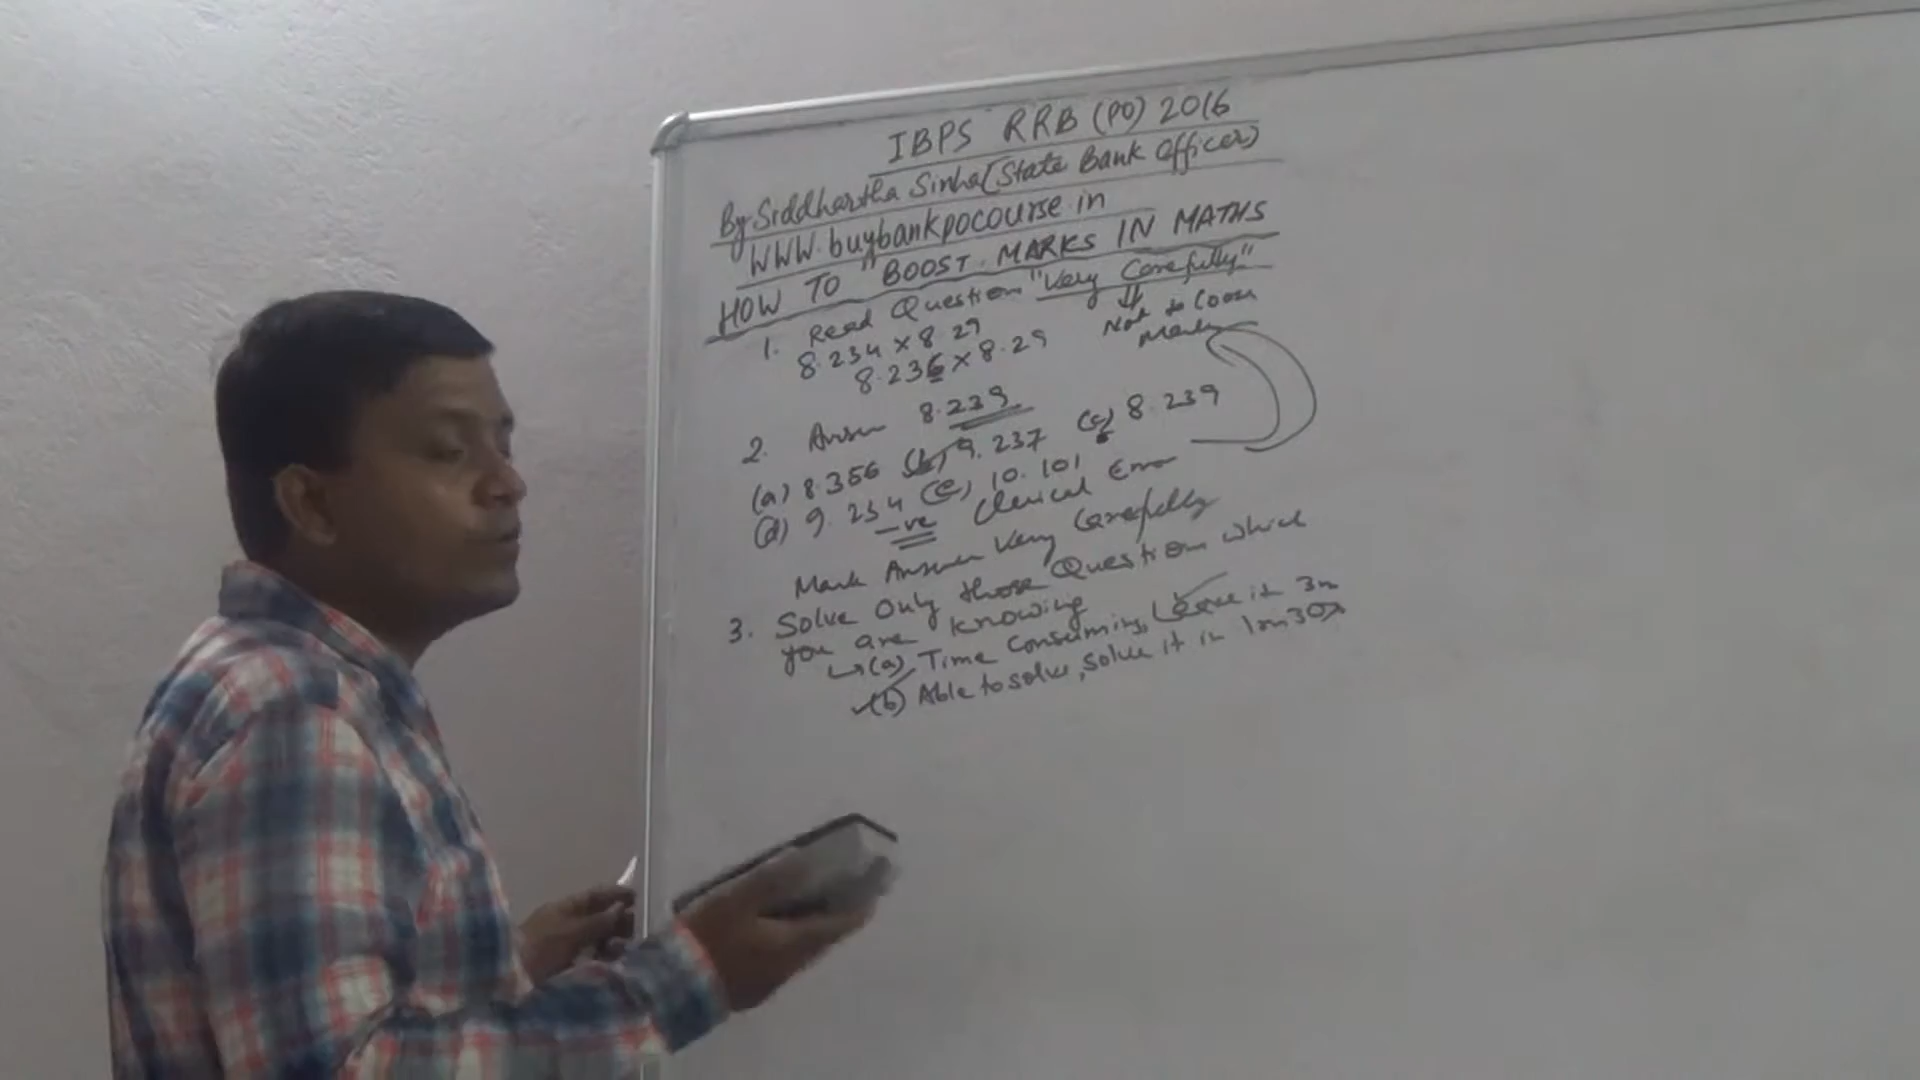 IBPS RRB (PO) 2016
By Siddhartha Sinha (State Bank Officer)
WWW.buybankpocourse.in
HOW TO "BOOST MARKS IN MATHS
1. Read Question "Very Carefully"
⇓
Not to Loose
Marks
8.234 x 8.29
8.236 x 8.29
2. Answer 8.239
(a) 8.356 (b) 9.237 (c) 8.239
(d) 9.234 (e) 10.101
-ve Clerical Error
Mark Answer Very Carefully
3. Solve Only those Question which
you are knowing
↳(a) Time Consuming, Leave it 3m
(b) Able to solve, solve it in 1m30s